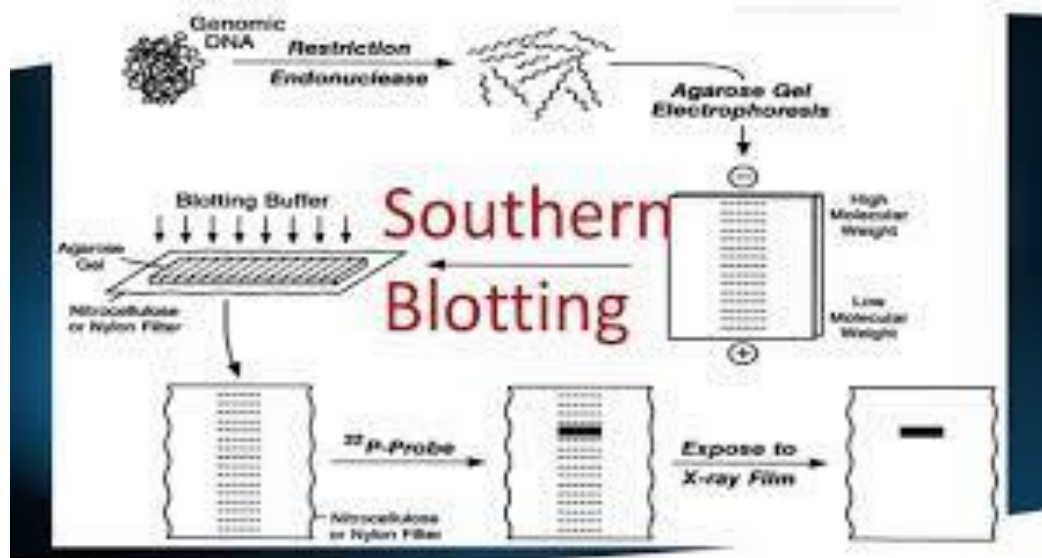 Genomic
DNA
Restriction
Endonuclease
Agarose Gel
Electrophoresis
−
High
Molecular
Weight
Low
Molecular
Weight
+
Southern
Blotting
Blotting Buffer
Agarose
Gel
Nitrocellulose
or Nylon Filter
32P-Probe
Expose to
X-ray Film
Nitrocellulose
or Nylon Filter